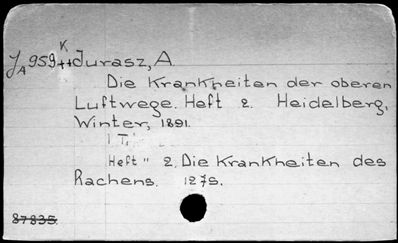 JA 959 K ++ Jurasz, A.
Die Krankheiten der oberen
Luftwege. Heft 2. Heidelberg,
Winter, 1891.
1 T.
Heft " 2. Die Krankheiten des
Rachens. 127 s.
87835.